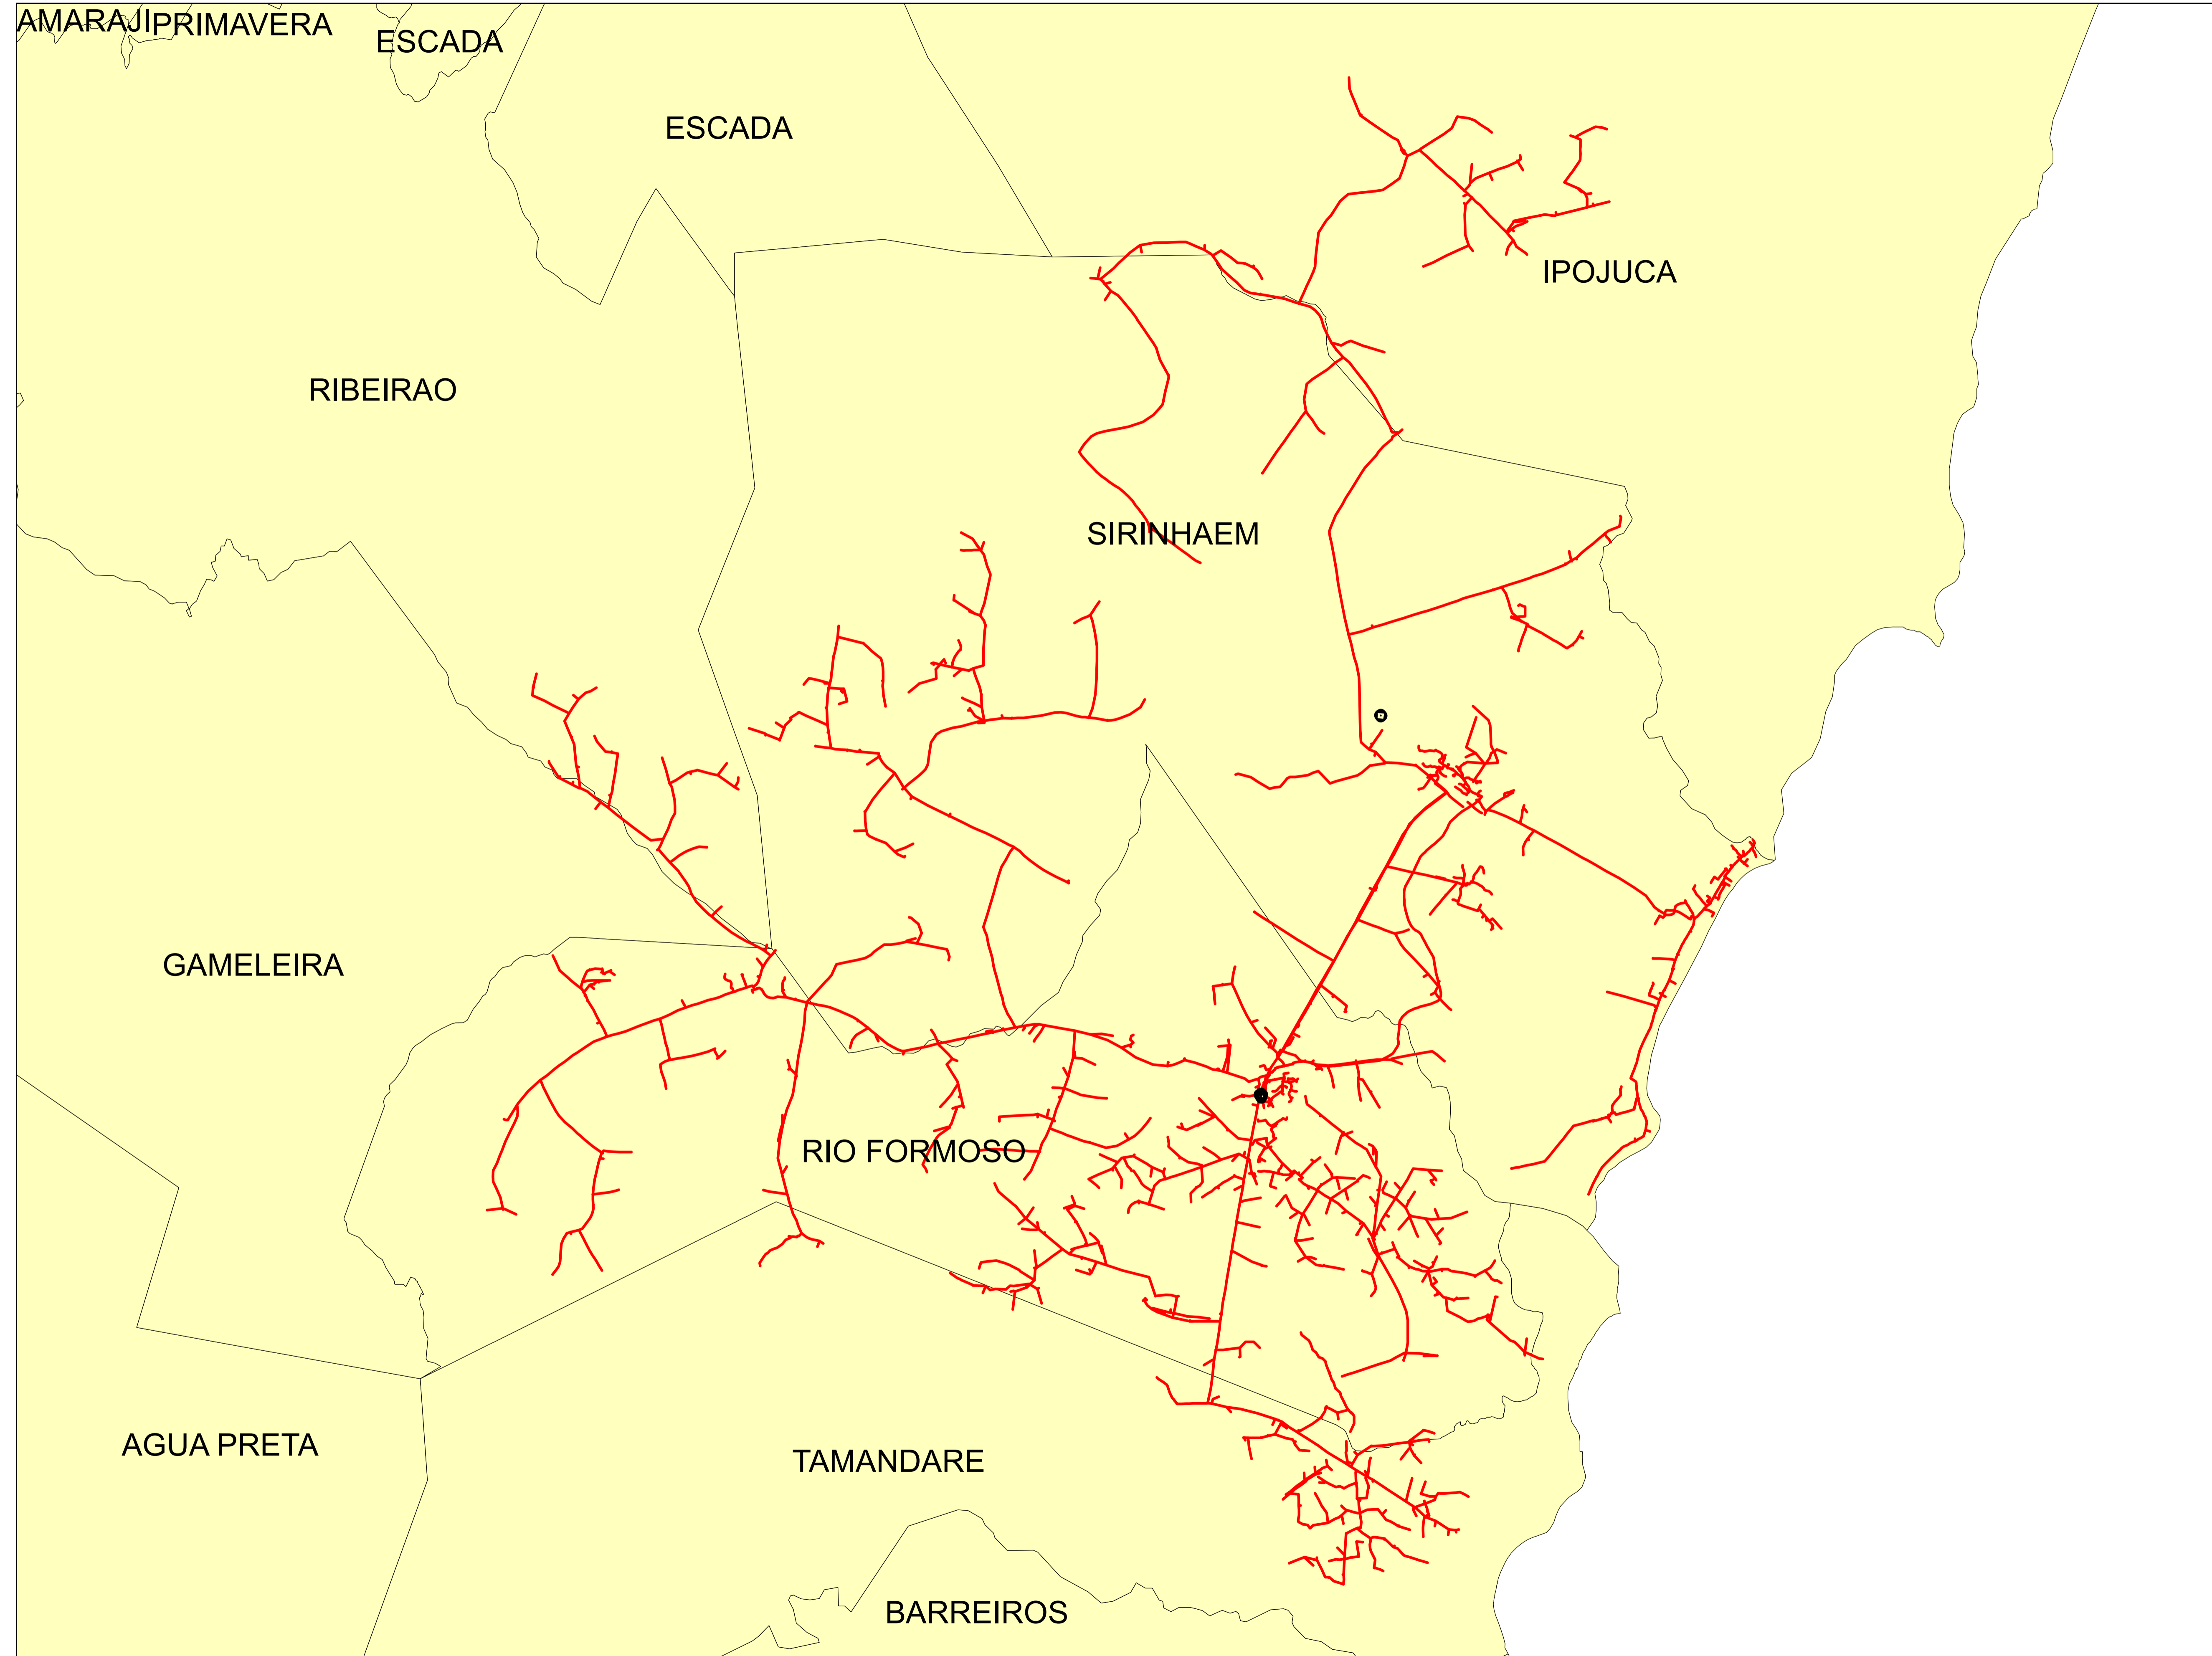 AMARAJI
PRIMAVERA
ESCADA
ESCADA
IPOJUCA
RIBEIRAO
SIRINHAEM
GAMELEIRA
RIO FORMOSO
AGUA PRETA
TAMANDARE
BARREIROS